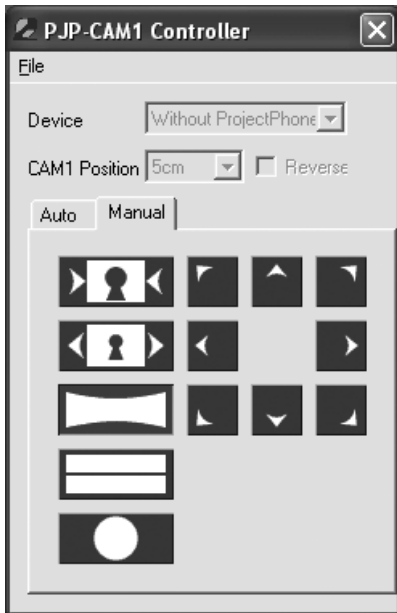 PJP-CAM1 Controller
File
Device Without ProjectPhone
CAM1 Position 5cm Reverse
Auto Manual